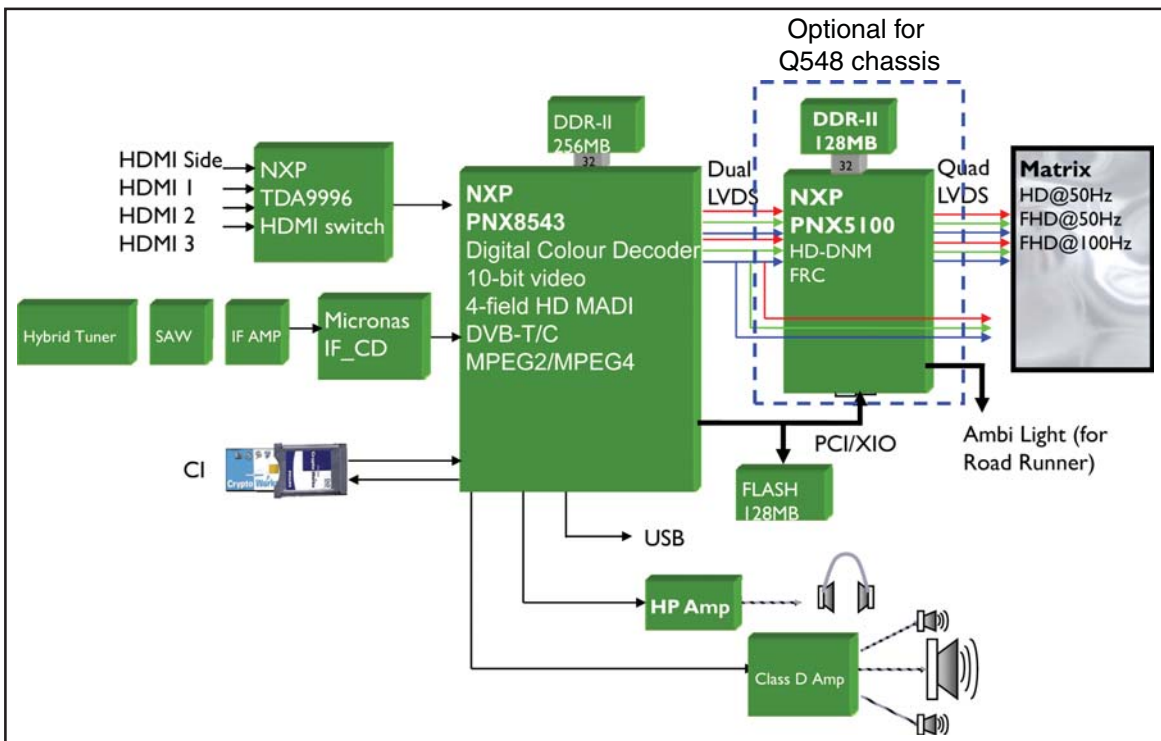 Optional for
Q548 chassis
DDR-II
256MB
32
DDR-II
128MB
32
HDMI Side
HDMI 1
HDMI 2
HDMI 3
NXP
TDA9996
HDMI switch
NXP
PNX8543
Digital Colour Decoder
10-bit video
4-field HD MADI
DVB-T/C
MPEG2/MPEG4
Dual
LVDS
NXP
PNX5100
HD-DNM
FRC
Quad
LVDS
Matrix
HD@50Hz
FHD@50Hz
FHD@100Hz
Hybrid Tuner
SAW
IF AMP
Micronas
IF_CD
CI
Crypto Works
PCI/XIO
FLASH
128MB
Ambi Light (for
Road Runner)
USB
HP Amp
Class D Amp